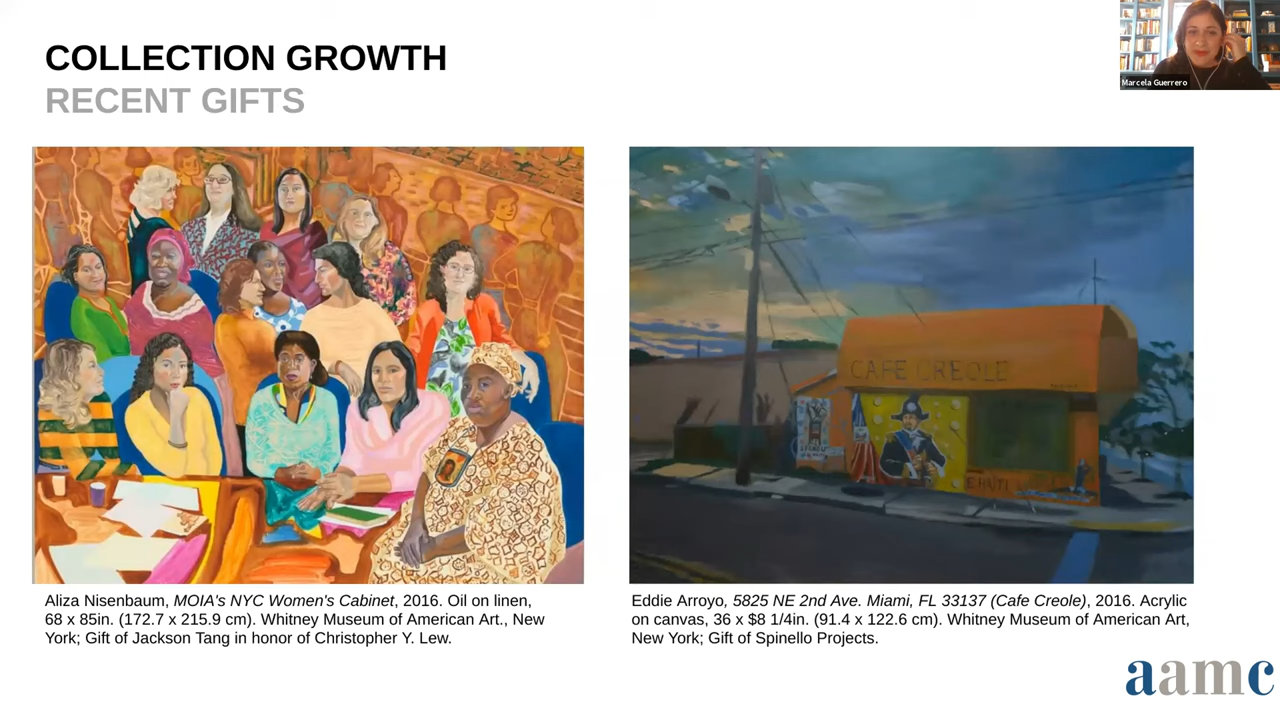 COLLECTION GROWTH
RECENT GIFTS
Marcela Guerrero
CAFE CREOLE
E HAITI
Aliza Nisenbaum, MOIA's NYC Women's Cabinet, 2016. Oil on linen,
68 x 85in. (172.7 x 215.9 cm). Whitney Museum of American Art., New
York; Gift of Jackson Tang in honor of Christopher Y. Lew.
Eddie Arroyo, 5825 NE 2nd Ave. Miami, FL 33137 (Cafe Creole), 2016. Acrylic
on canvas, 36 x $8 1/4in. (91.4 x 122.6 cm). Whitney Museum of American Art,
New York; Gift of Spinello Projects.
aamc